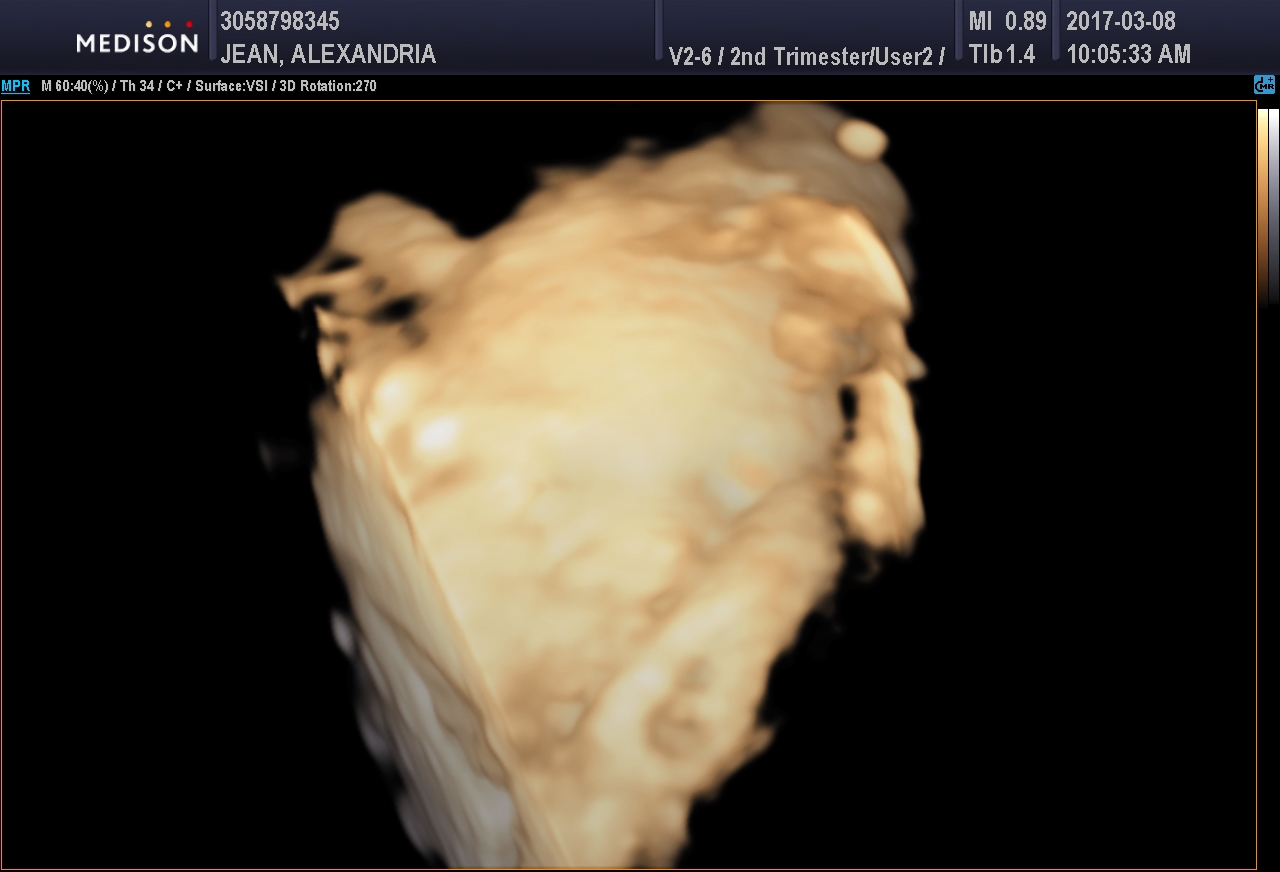 MEDISON
3058798345
JEAN, ALEXANDRIA
V2-6 / 2nd Trimester/User2 /
MI 0.89
TIb 1.4
2017-03-08
10:05:33 AM
MPR M 60:40(%) / Th 34 / C+ / Surface:VSI / 3D Rotation:270
CMR+